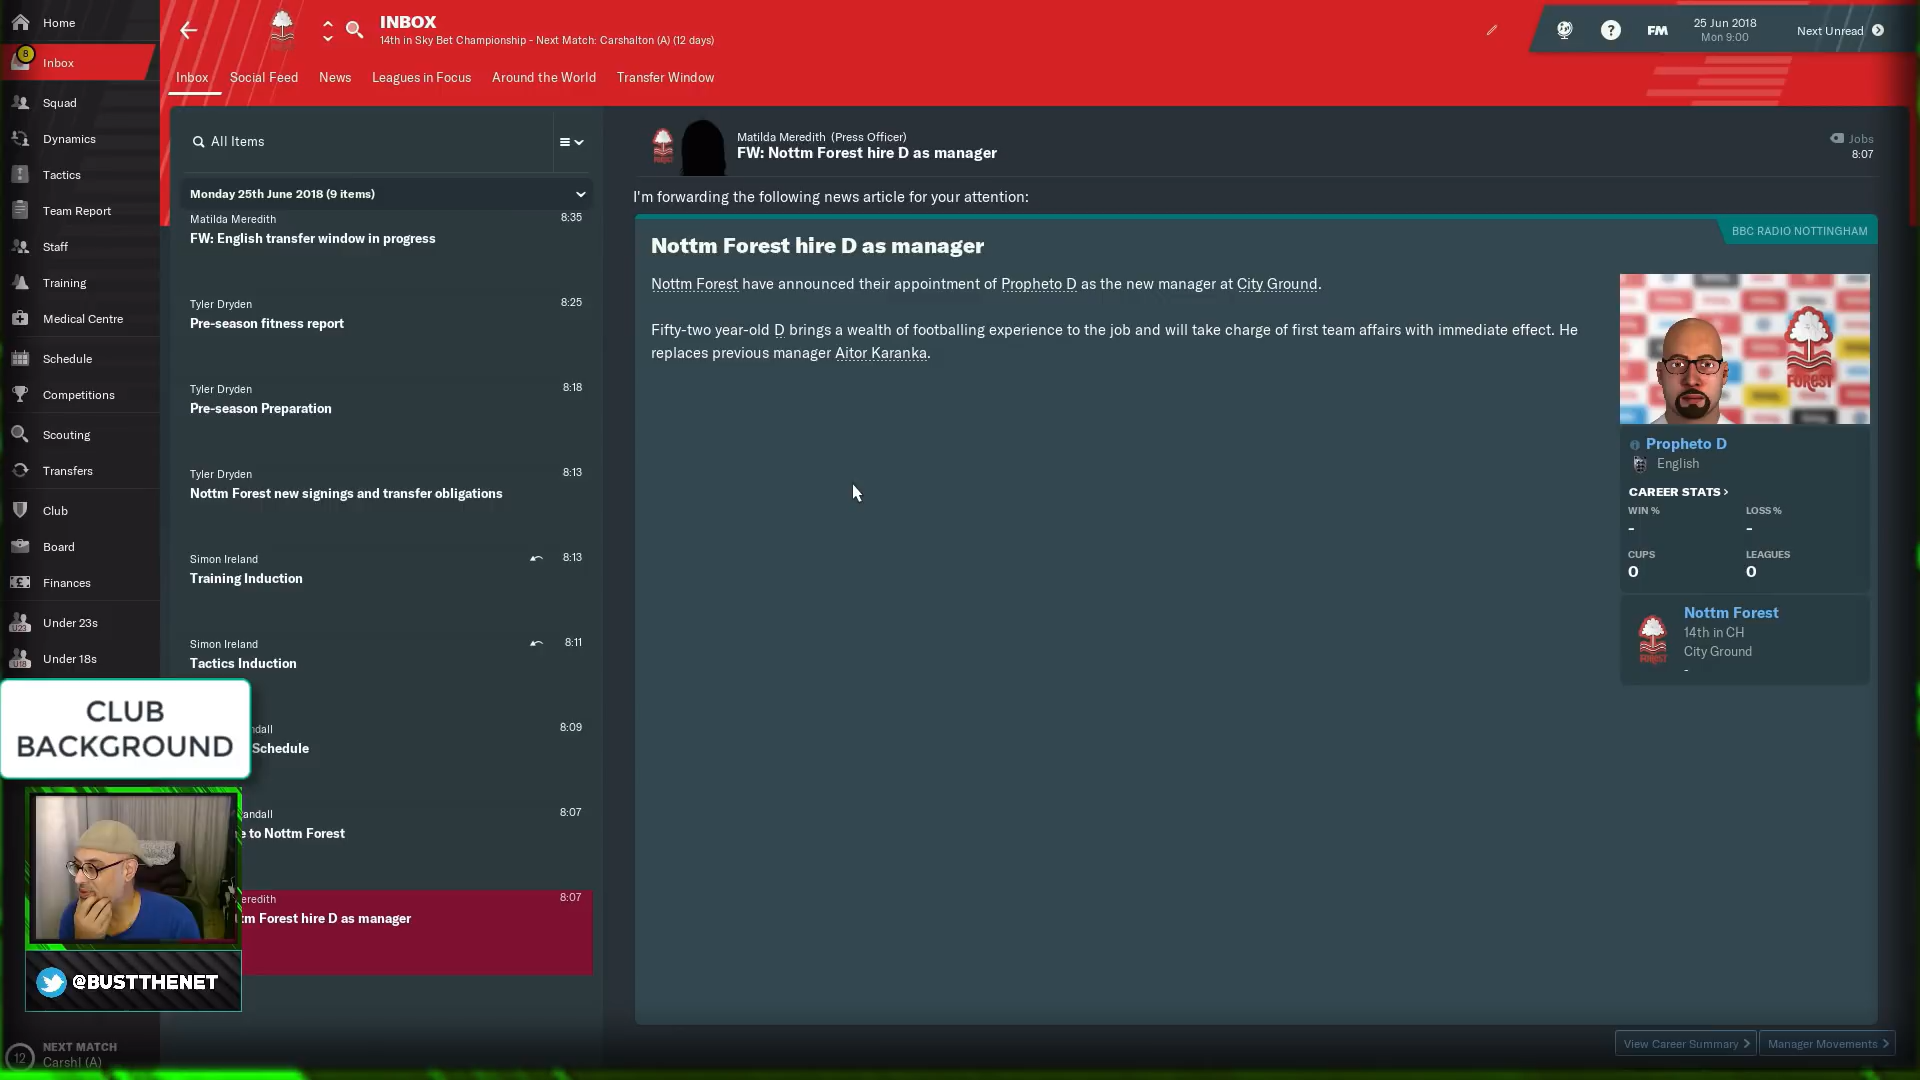 Home
8
Inbox
Squad
Dynamics
Tactics
Team Report
Staff
Training
Medical Centre
Schedule
Competitions
Scouting
Transfers
Club
Board
Finances
U23
Under 23s
U18
Under 18s
CLUB
BACKGROUND
@BUSTTHENET
12
NEXT MATCH
Carshl (A)
INBOX
14th in Sky Bet Championship - Next Match: Carshalton (A) (12 days)
?
FM
25 Jun 2018
Mon 9:00
Next Unread
Inbox
Social Feed
News
Leagues in Focus
Around the World
Transfer Window
All Items
Monday 25th June 2018 (9 items)
Matilda Meredith
8:35
FW: English transfer window in progress
Tyler Dryden
8:25
Pre-season fitness report
Tyler Dryden
8:18
Pre-season Preparation
Tyler Dryden
8:13
Nottm Forest new signings and transfer obligations
Simon Ireland
8:13
Training Induction
Simon Ireland
8:11
Tactics Induction
ndall
8:09
Schedule
andall
8:07
e to Nottm Forest
eredith
8:07
tm Forest hire D as manager
Matilda Meredith (Press Officer)
FW: Nottm Forest hire D as manager
Jobs
8:07
I'm forwarding the following news article for your attention:
BBC RADIO NOTTINGHAM
Nottm Forest hire D as manager
Nottm Forest have announced their appointment of Propheto D as the new manager at City Ground.
Fifty-two year-old D brings a wealth of footballing experience to the job and will take charge of first team affairs with immediate effect. He
replaces previous manager Aitor Karanka.
FOREST
Propheto D
English
CAREER STATS >
WIN %
LOSS %
-
-
CUPS
LEAGUES
0
0
Nottm Forest
14th in CH
City Ground
-
View Career Summary >
Manager Movements >